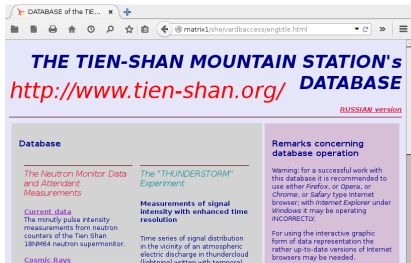 DATABASE of the TIE...
matrix1/she/vardbaccess/engtitle.html
THE TIEN-SHAN MOUNTAIN STATION's
DATABASE
http://www.tien-shan.org/
RUSSIAN version
Database
The Neutron Monitor Data
and Attendant
Measurements
Current data
The minutly pulse intensity
measurements from neutron
counters of the Tien Shan
18NM64 neutron supermonitor.
Cosmic Rays
The "THUNDERSTORM"
Experiment
Measurements of signal
intensity with enhanced time
resolution
Time series of signal distribution
in the vicinity of an atmospheric
electric discharge in thundercloud
(lightning) written with temporal
Remarks concerning
database operation
Warning: for a successful work with
this database it is recommended to
use either Firefox, or Opera, or
Chrome, or Safary type Internet
browser; with Internet Explorer under
Windows it may be operating
INCORRECTLY.
For using the interactive graphic
form of data representation the
rather up-to-date versions of Internet
browsers may be needed.